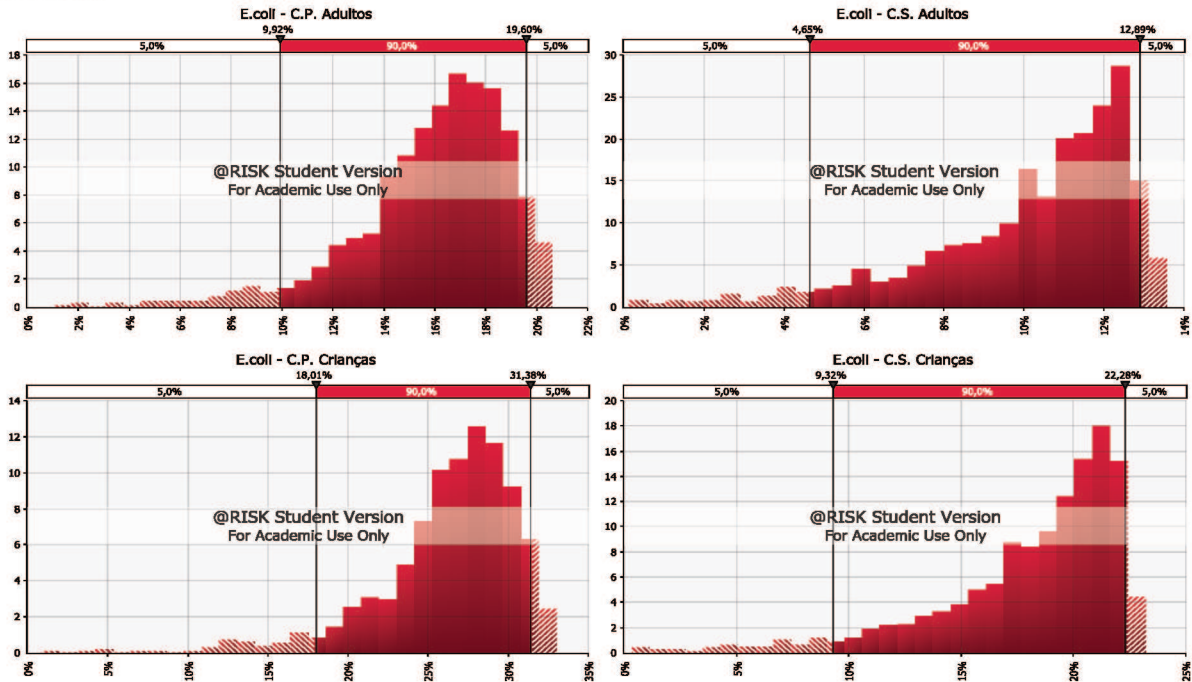 E.coli - C.P. Adultos
9,92% 19,60%
5,0% 90,0% 5,0%
18
16
14
12
10
8
6
4
2
0
@RISK Student Version
For Academic Use Only
0% 2% 4% 6% 8% 10% 12% 14% 16% 18% 20% 22%
E.coli - C.S. Adultos
4,65% 12,89%
5,0% 90,0% 5,0%
30
25
20
15
10
5
0
@RISK Student Version
For Academic Use Only
0% 2% 4% 6% 8% 10% 12% 14%
E.coli - C.P. Crianças
18,01% 31,38%
5,0% 90,0% 5,0%
14
12
10
8
6
4
2
0
@RISK Student Version
For Academic Use Only
0% 5% 10% 15% 20% 25% 30% 35%
E.coli - C.S. Crianças
9,32% 22,28%
5,0% 90,0% 5,0%
20
18
16
14
12
10
8
6
4
2
0
@RISK Student Version
For Academic Use Only
0% 5% 10% 15% 20% 25%